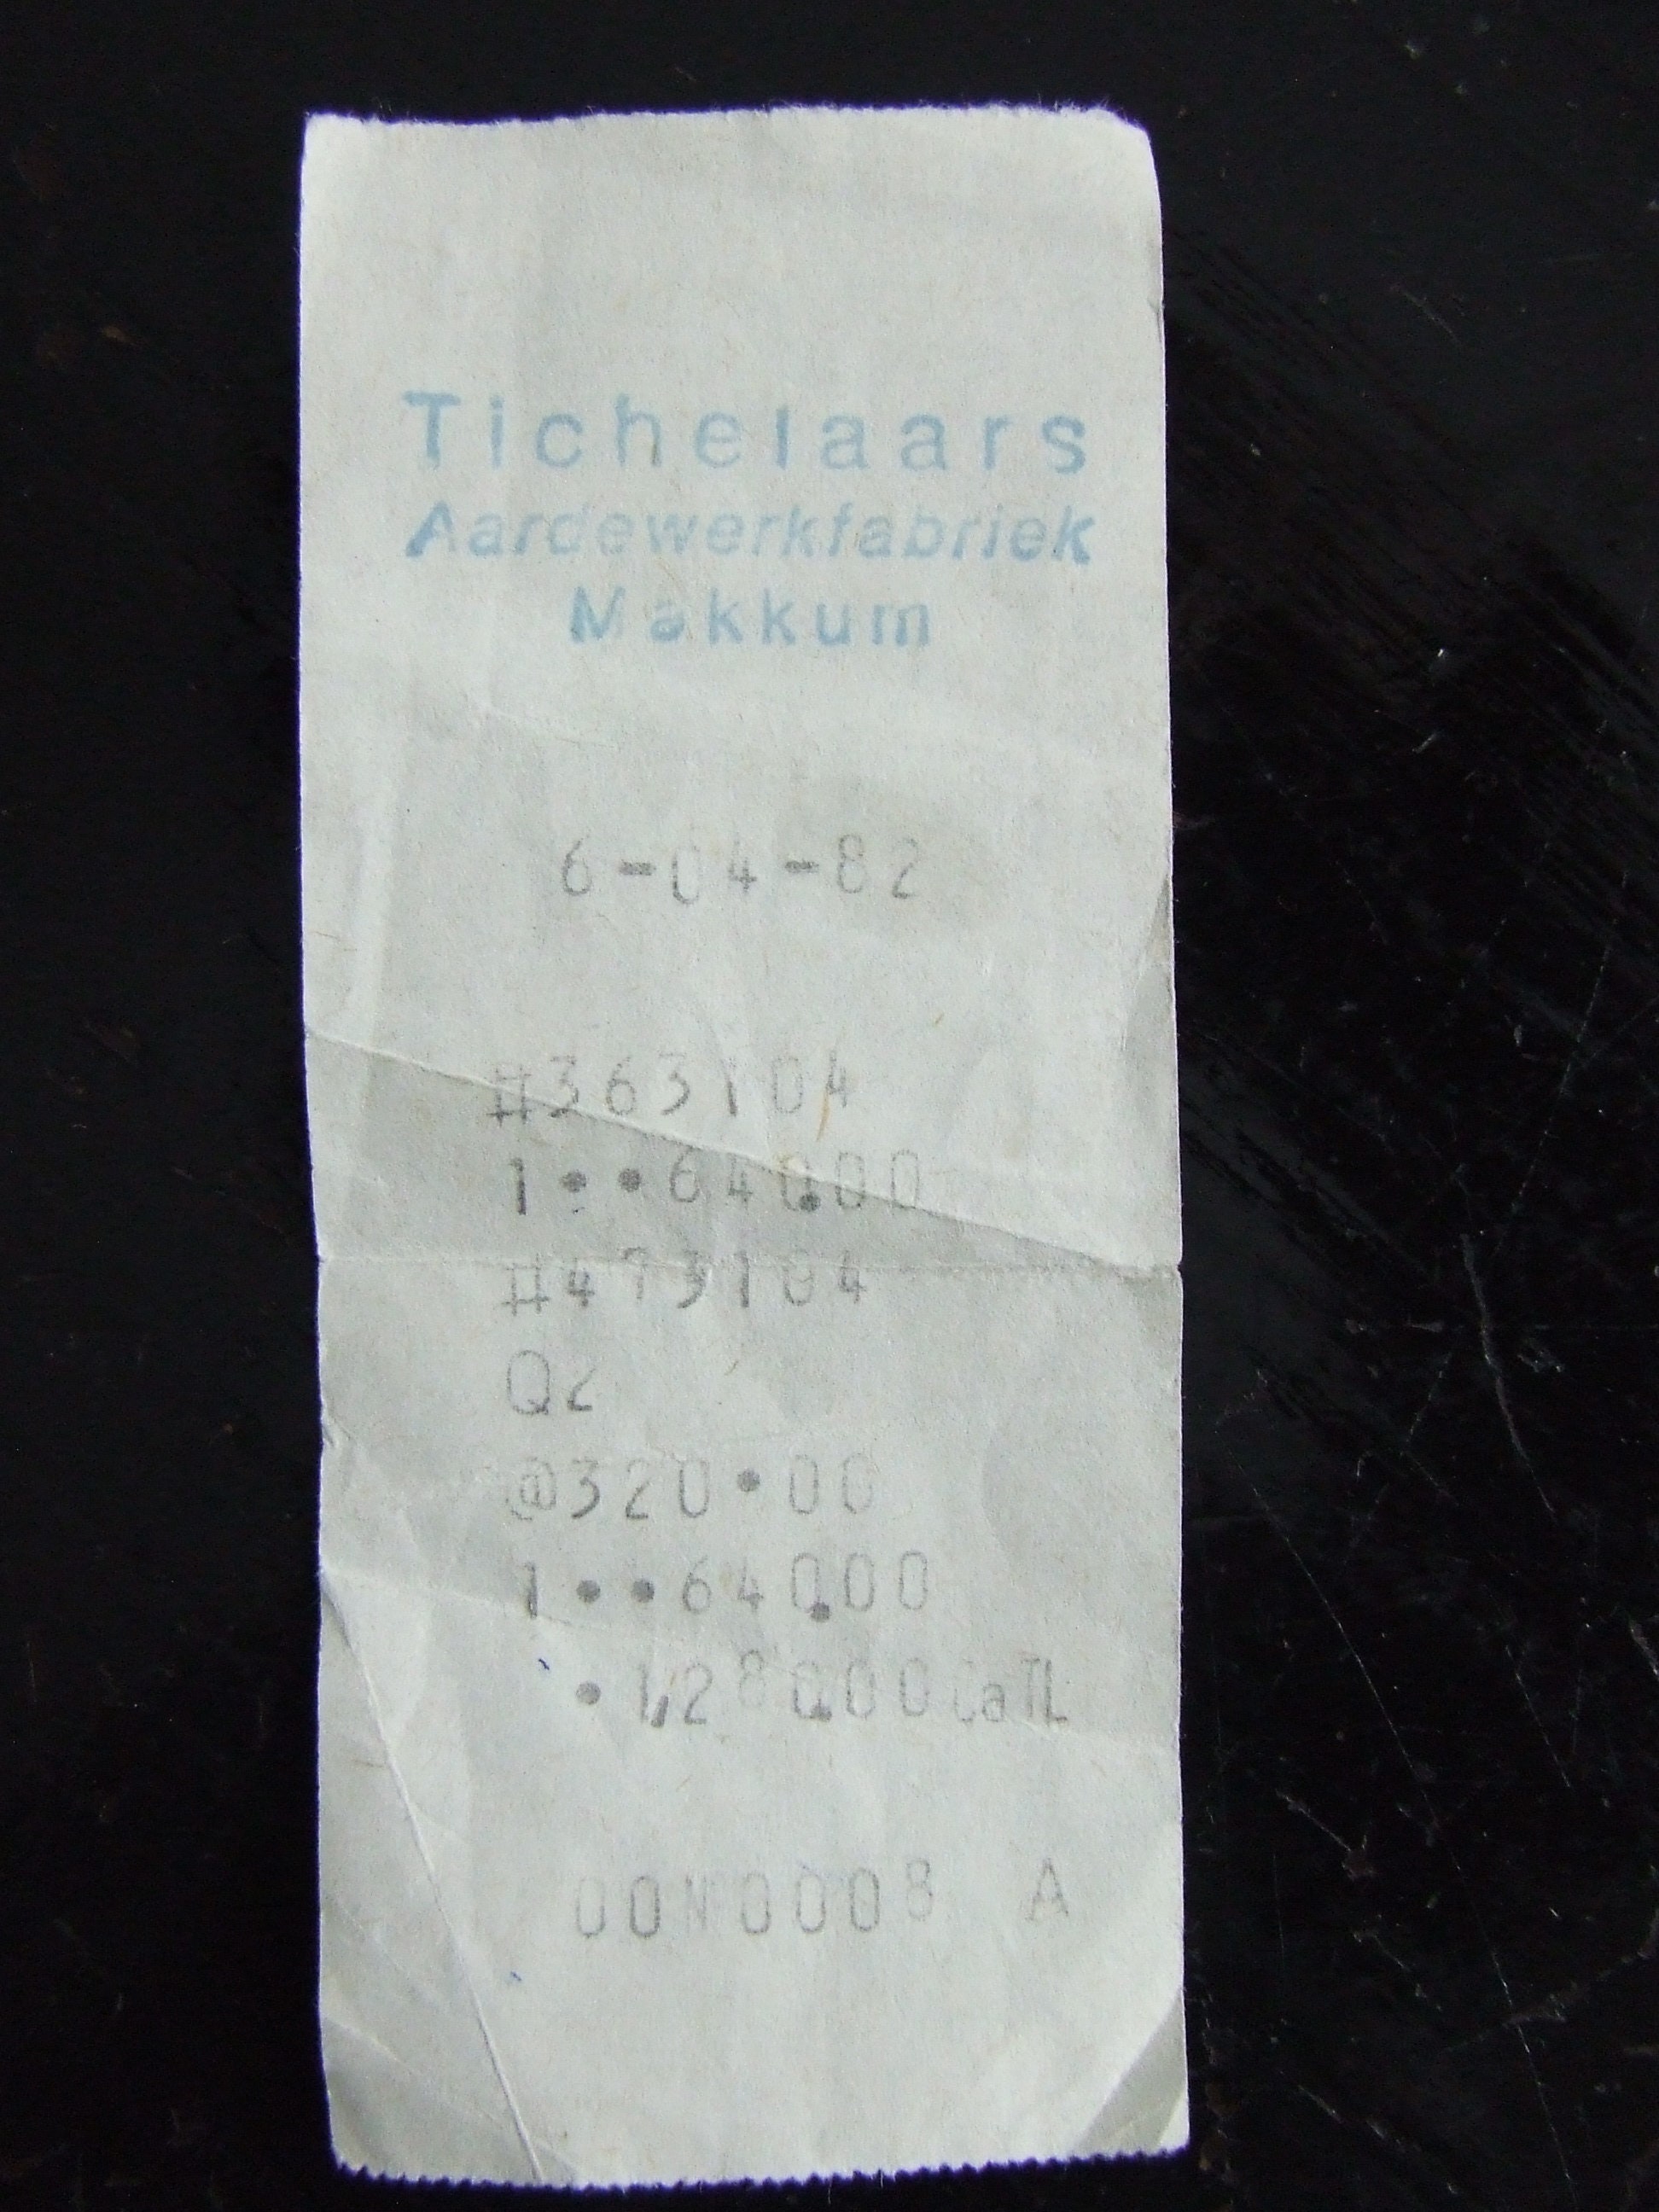 Tichelaars
Aardewerkfabriek
Makkum
6-04-82
#363104
1••640.00
#473104
Q2
@320•00
1••640.00
•1,280.00CaTL
00N0008 A